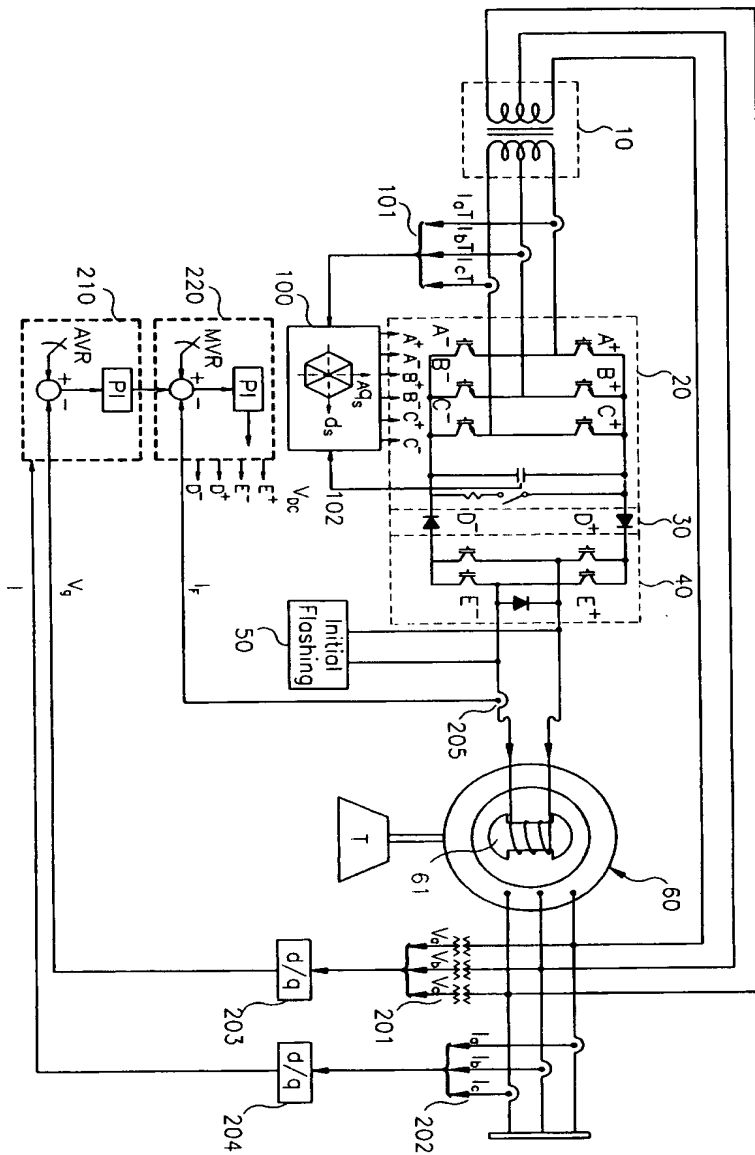 10
101
IaT IbT IcT
A⁺
B⁺
C⁺
A⁻
B⁻
C⁻
20
30
40
D⁺
D⁻
E⁺
E⁻
A⁺ A⁻ B⁺ B⁻ C⁺ C⁻
100
qs
ds
102
VDC
210
AVR
+
-
PI
220
MVR
+
-
PI
E⁺
E⁻
D⁺
D⁻
IF
Vg
I
Initial
Flashing
50
205
T
61
60
Va Vb
201
Ia Ib Ic
202
d/q
203
d/q
204